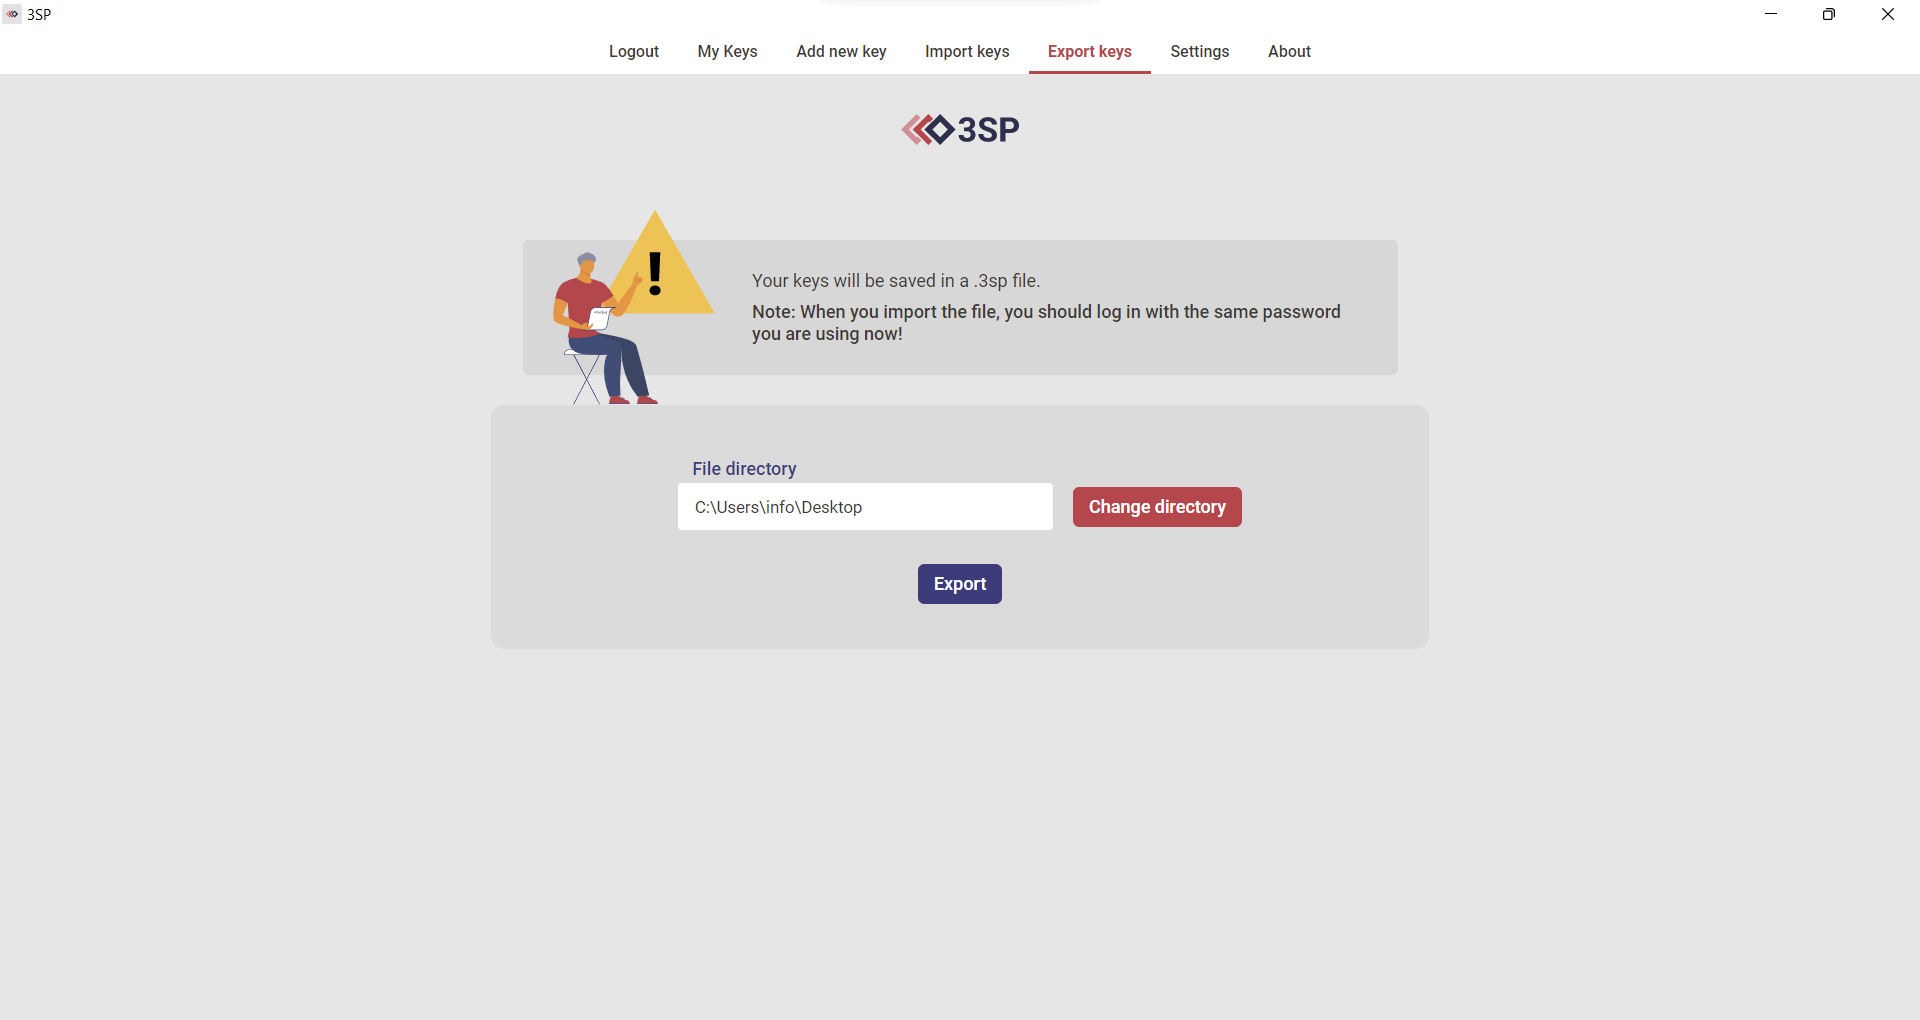 3SP
Logout My Keys Add new key Import keys Export keys Settings About
3SP
!
Your keys will be saved in a .3sp file.
Note: When you import the file, you should log in with the same password
you are using now!
File directory
C:\Users\info\Desktop
Change directory
Export